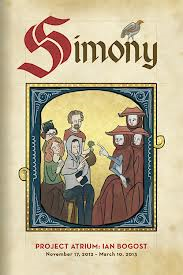 Simony
PROJECT ATRIUM: IAN BOGOST
November 17, 2012 - March 10, 2013